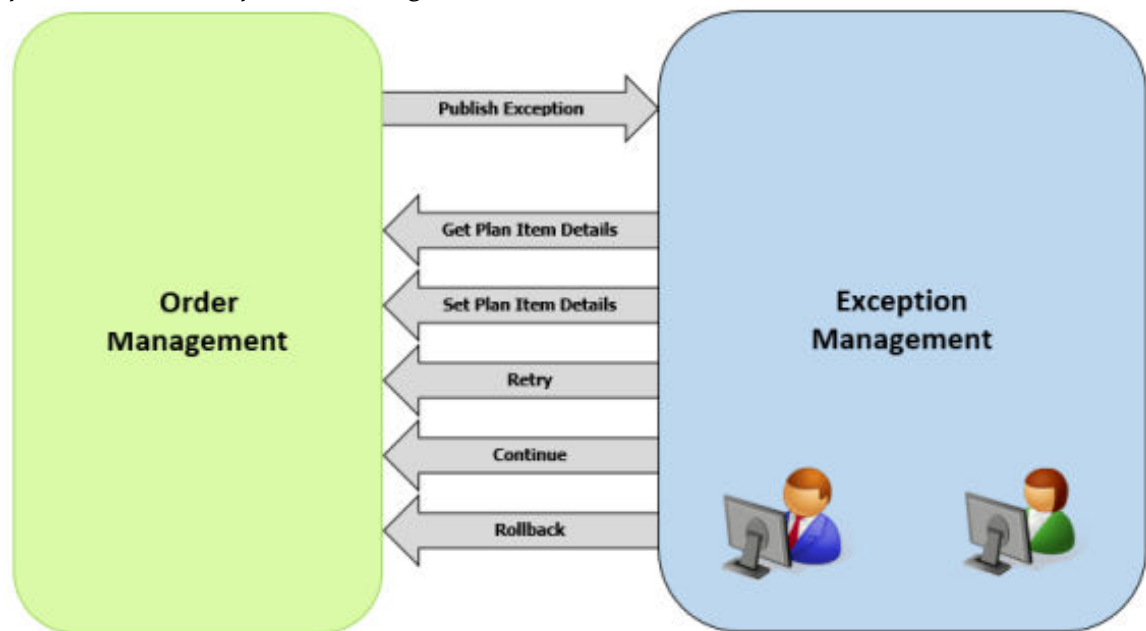 Publish Exception
Get Plan Item Details
Set Plan Item Details
Order
Management
Exception
Management
Retry
Continue
Rollback